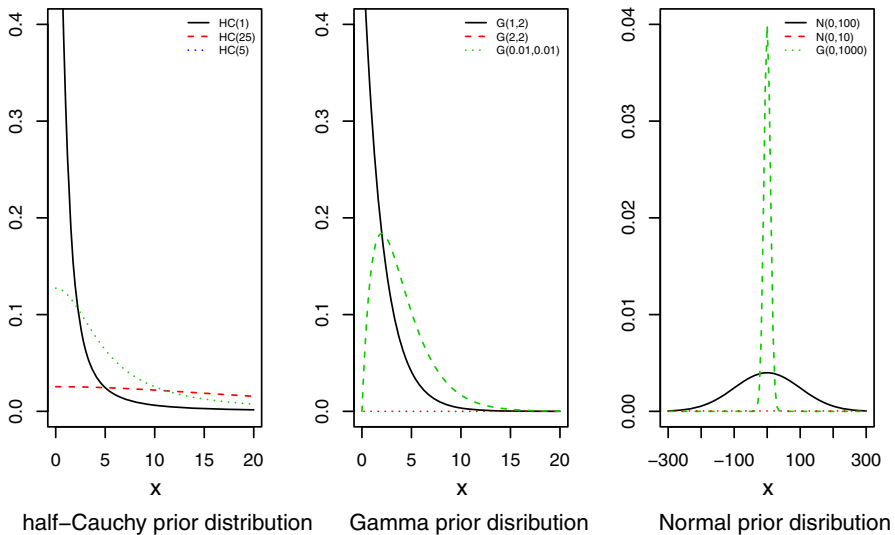 HC(1)
HC(25)
HC(5)
0.0
0.1
0.2
0.3
0.4
0
5
10
15
20
x
half−Cauchy prior distribution
G(1,2)
G(2,2)
G(0.01,0.01)
0.0
0.1
0.2
0.3
0.4
0
5
10
15
20
x
Gamma prior disribution
N(0,100)
N(0,10)
G(0,1000)
0.00
0.01
0.02
0.03
0.04
−300
−100
100
300
x
Normal prior disribution